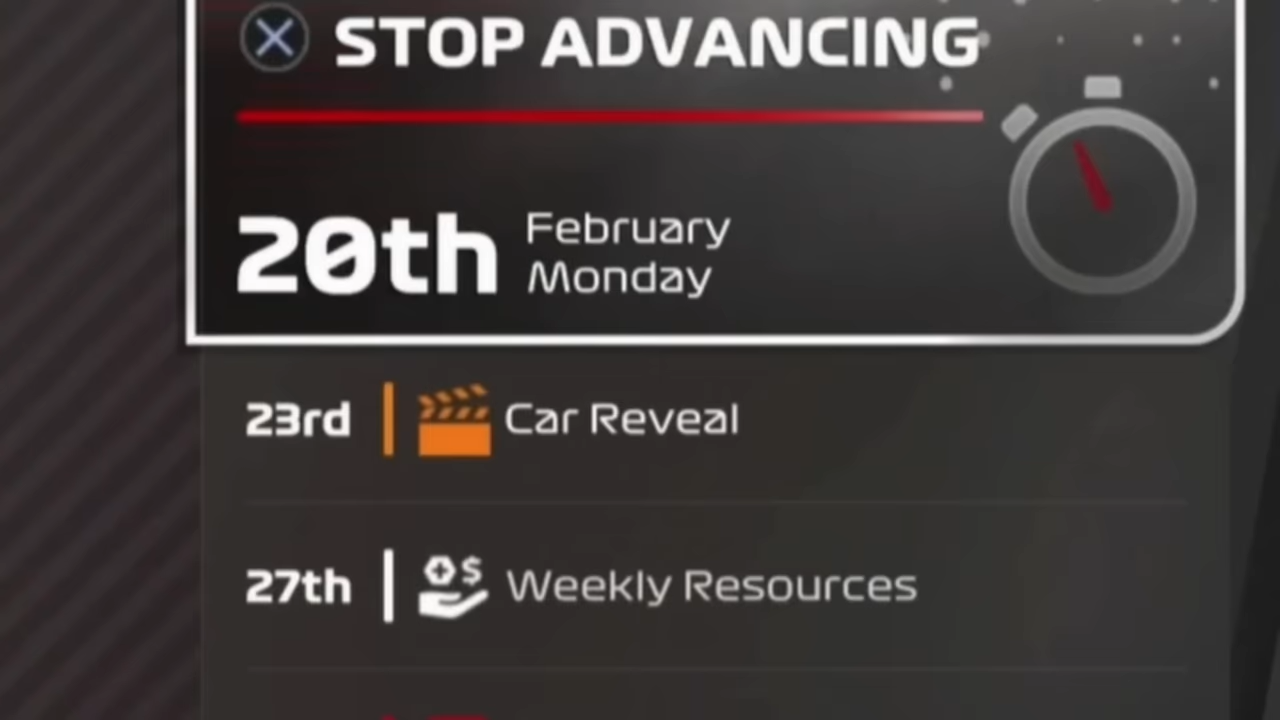 STOP ADVANCING
20th
February
Monday
23rd Car Reveal
27th Weekly Resources